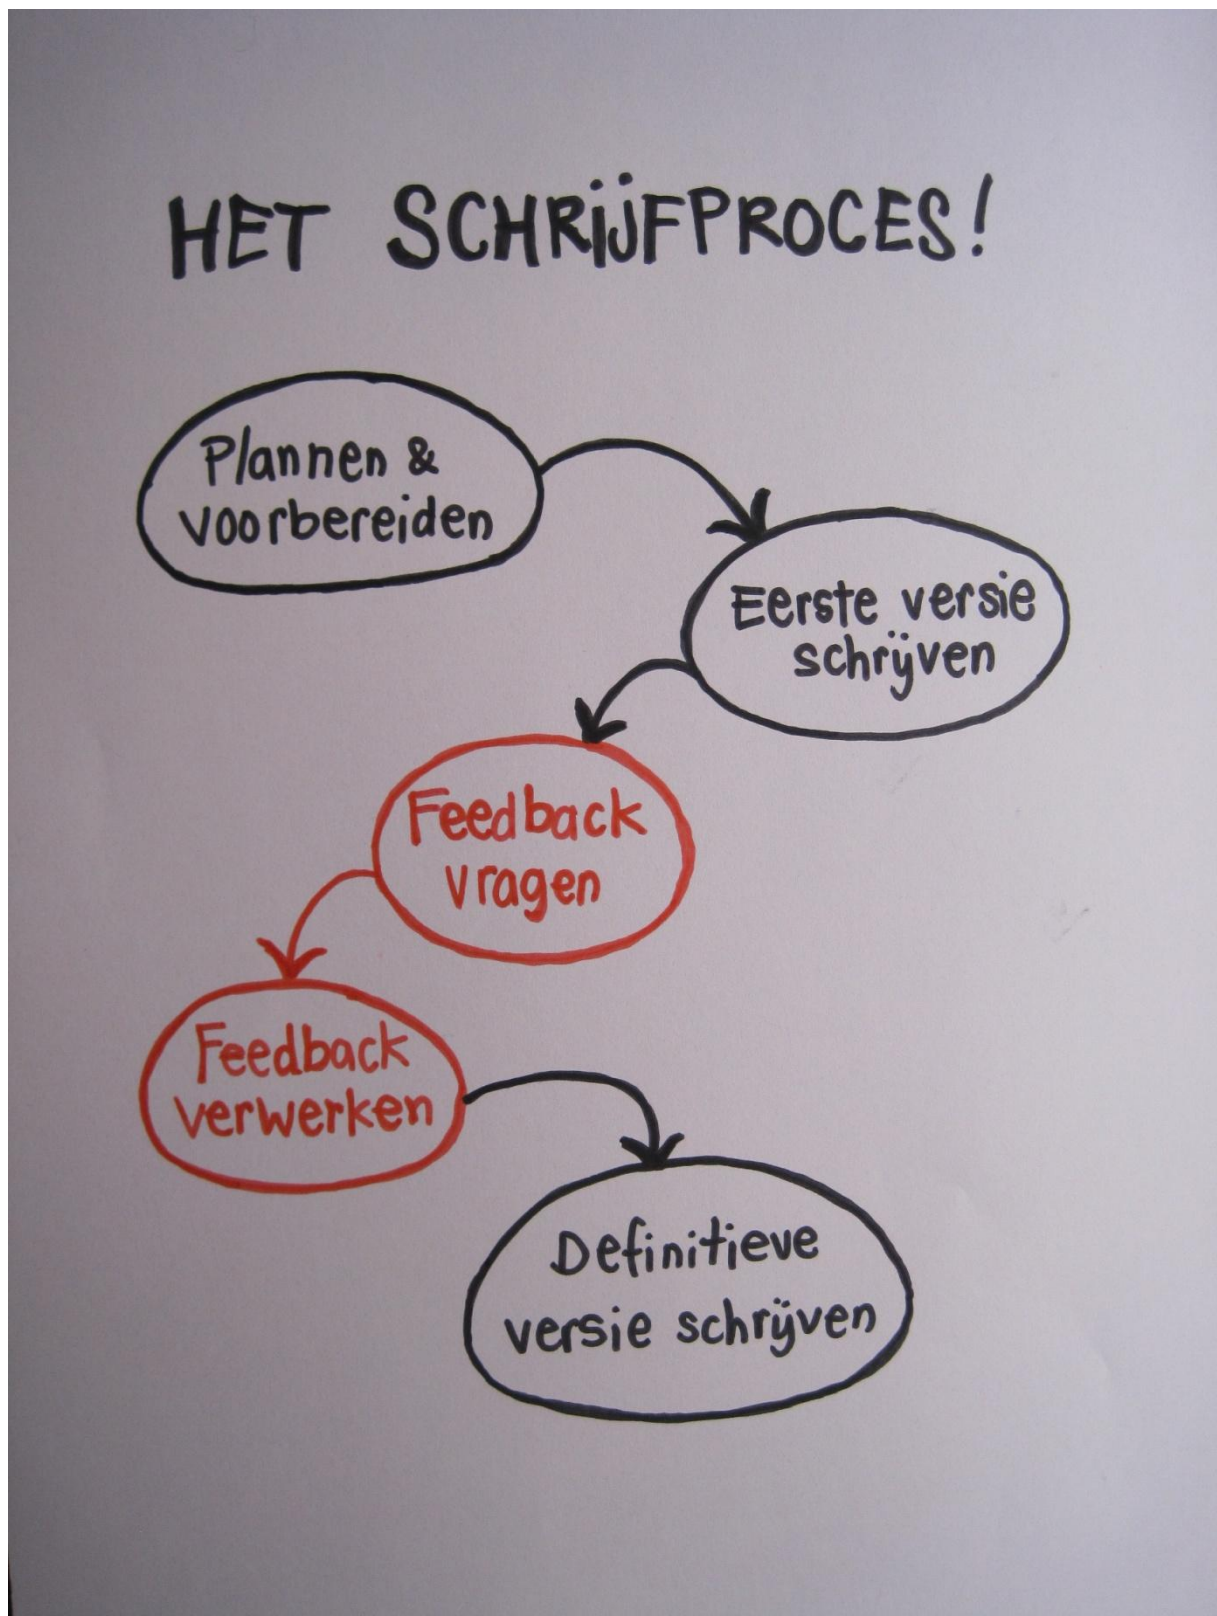 HET SCHRIJFPROCES!
Plannen &
voorbereiden
Eerste versie
schrijven
Feedback
vragen
Feedback
verwerken
Definitieve
versie schrijven